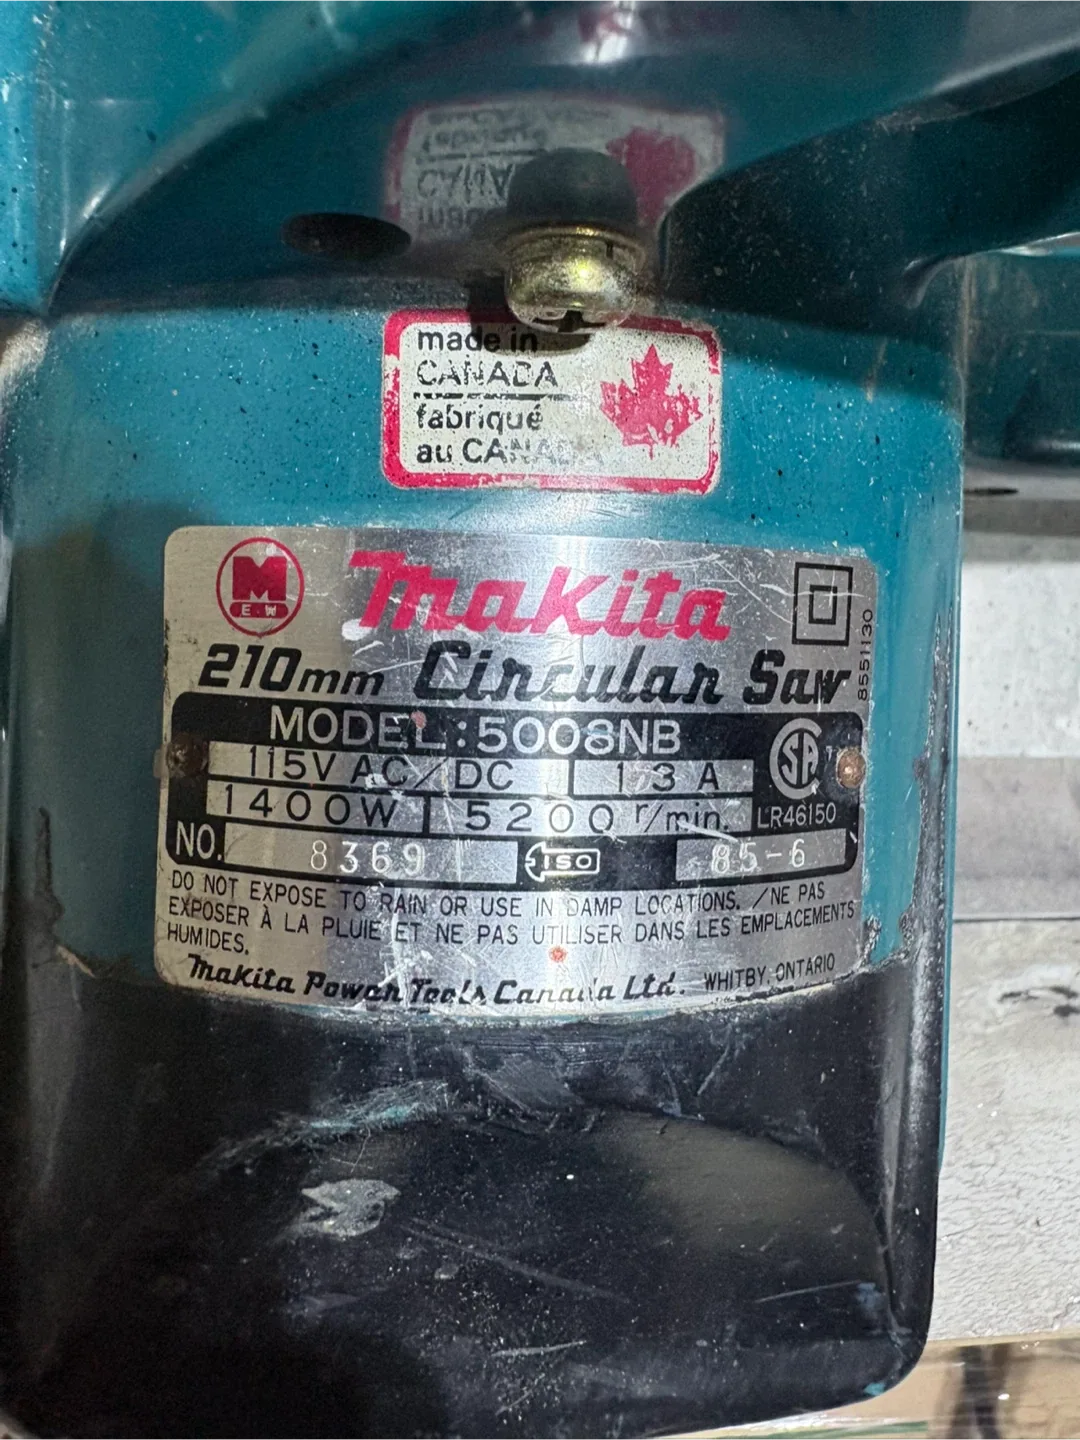 made in
CANADA
fabriqué
au CANADA
M
E.W
Makita
210mm Circular Saw
8551130
MODEL:5008NB
115V AC/DC 13A
1400W 5200 r/min.
SA
LR46150
NO. 8369 ISO 85-6
DO NOT EXPOSE TO RAIN OR USE IN DAMP LOCATIONS. /NE PAS
EXPOSER À LA PLUIE ET NE PAS UTILISER DANS LES EMPLACEMENTS
HUMIDES.
Makita Power Tools Canada Ltd. WHITBY, ONTARIO